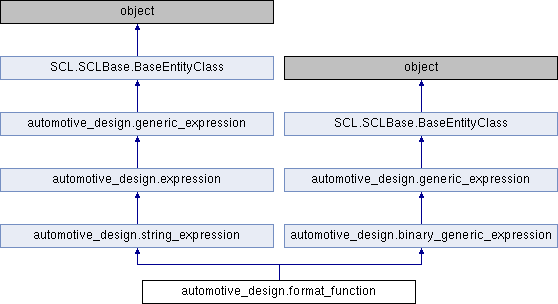 object
SCL.SCLBase.BaseEntityClass
object
automotive_design.generic_expression
SCL.SCLBase.BaseEntityClass
automotive_design.expression
automotive_design.generic_expression
automotive_design.string_expression
automotive_design.binary_generic_expression
automotive_design.format_function